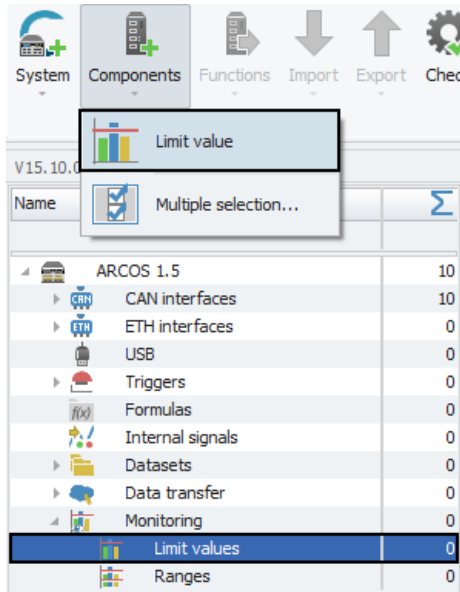 System Components Functions Import Export Chec
Limit value
V15.10.0
Name Multiple selection... Σ
ARCOS 1.5 10
CAN CAN interfaces 10
ETH ETH interfaces 0
USB 0
Triggers 0
f(x) Formulas 0
Internal signals 0
Datasets 0
Data transfer 0
Monitoring 0
Limit values 0
Ranges 0